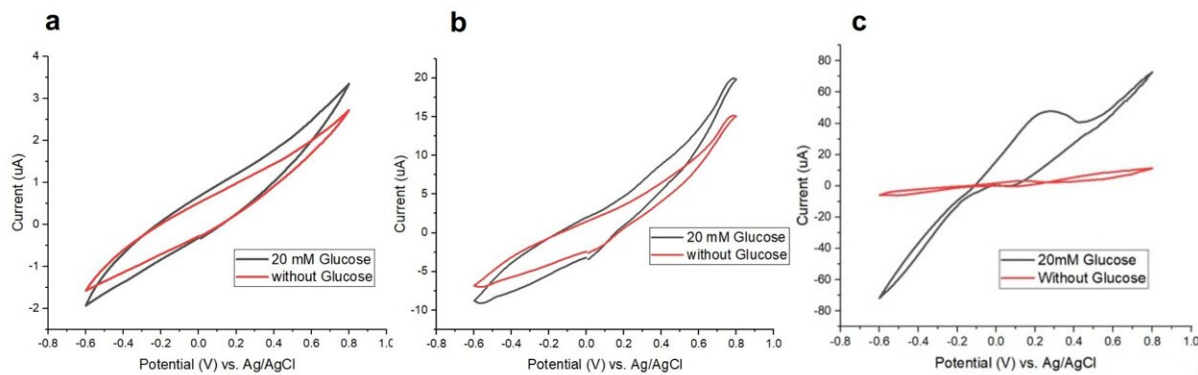 a
4
3
2
1
0
-1
-2
Current (uA)
20 mM Glucose
without Glucose
-0.8 -0.6 -0.4 -0.2 0.0 0.2 0.4 0.6 0.8 1.0
Potential (V) vs. Ag/AgCl
b
20
15
10
5
0
-5
-10
Current (uA)
20 mM Glucose
without Glucose
-0.8 -0.6 -0.4 -0.2 0.0 0.2 0.4 0.6 0.8 1.0
Potential (V) vs. Ag/AgCl
c
80
60
40
20
0
-20
-40
-60
-80
Current (uA)
20mM Glucose
Without Glucose
-0.8 -0.6 -0.4 -0.2 0.0 0.2 0.4 0.6 0.8 1.0
Potential (V) vs. Ag/AgCl